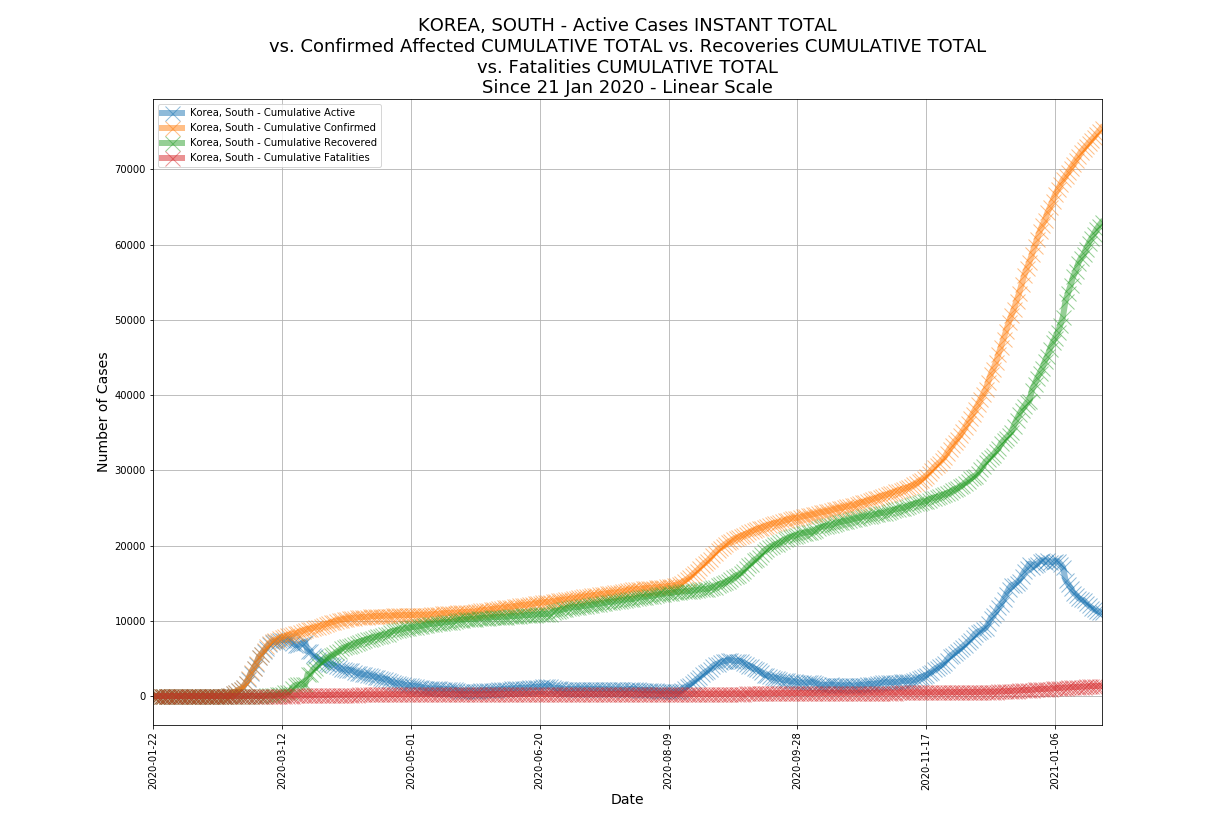 KOREA, SOUTH - Active Cases INSTANT TOTAL
vs. Confirmed Affected CUMULATIVE TOTAL vs. Recoveries CUMULATIVE TOTAL
vs. Fatalities CUMULATIVE TOTAL
Since 21 Jan 2020 - Linear Scale
Korea, South - Cumulative Active
Korea, South - Cumulative Confirmed
Korea, South - Cumulative Recovered
Korea, South - Cumulative Fatalities
Number of Cases
70000
60000
50000
40000
30000
20000
10000
0
2020-01-22
2020-03-12
2020-05-01
2020-06-20
2020-08-09
2020-09-28
2020-11-17
2021-01-06
Date